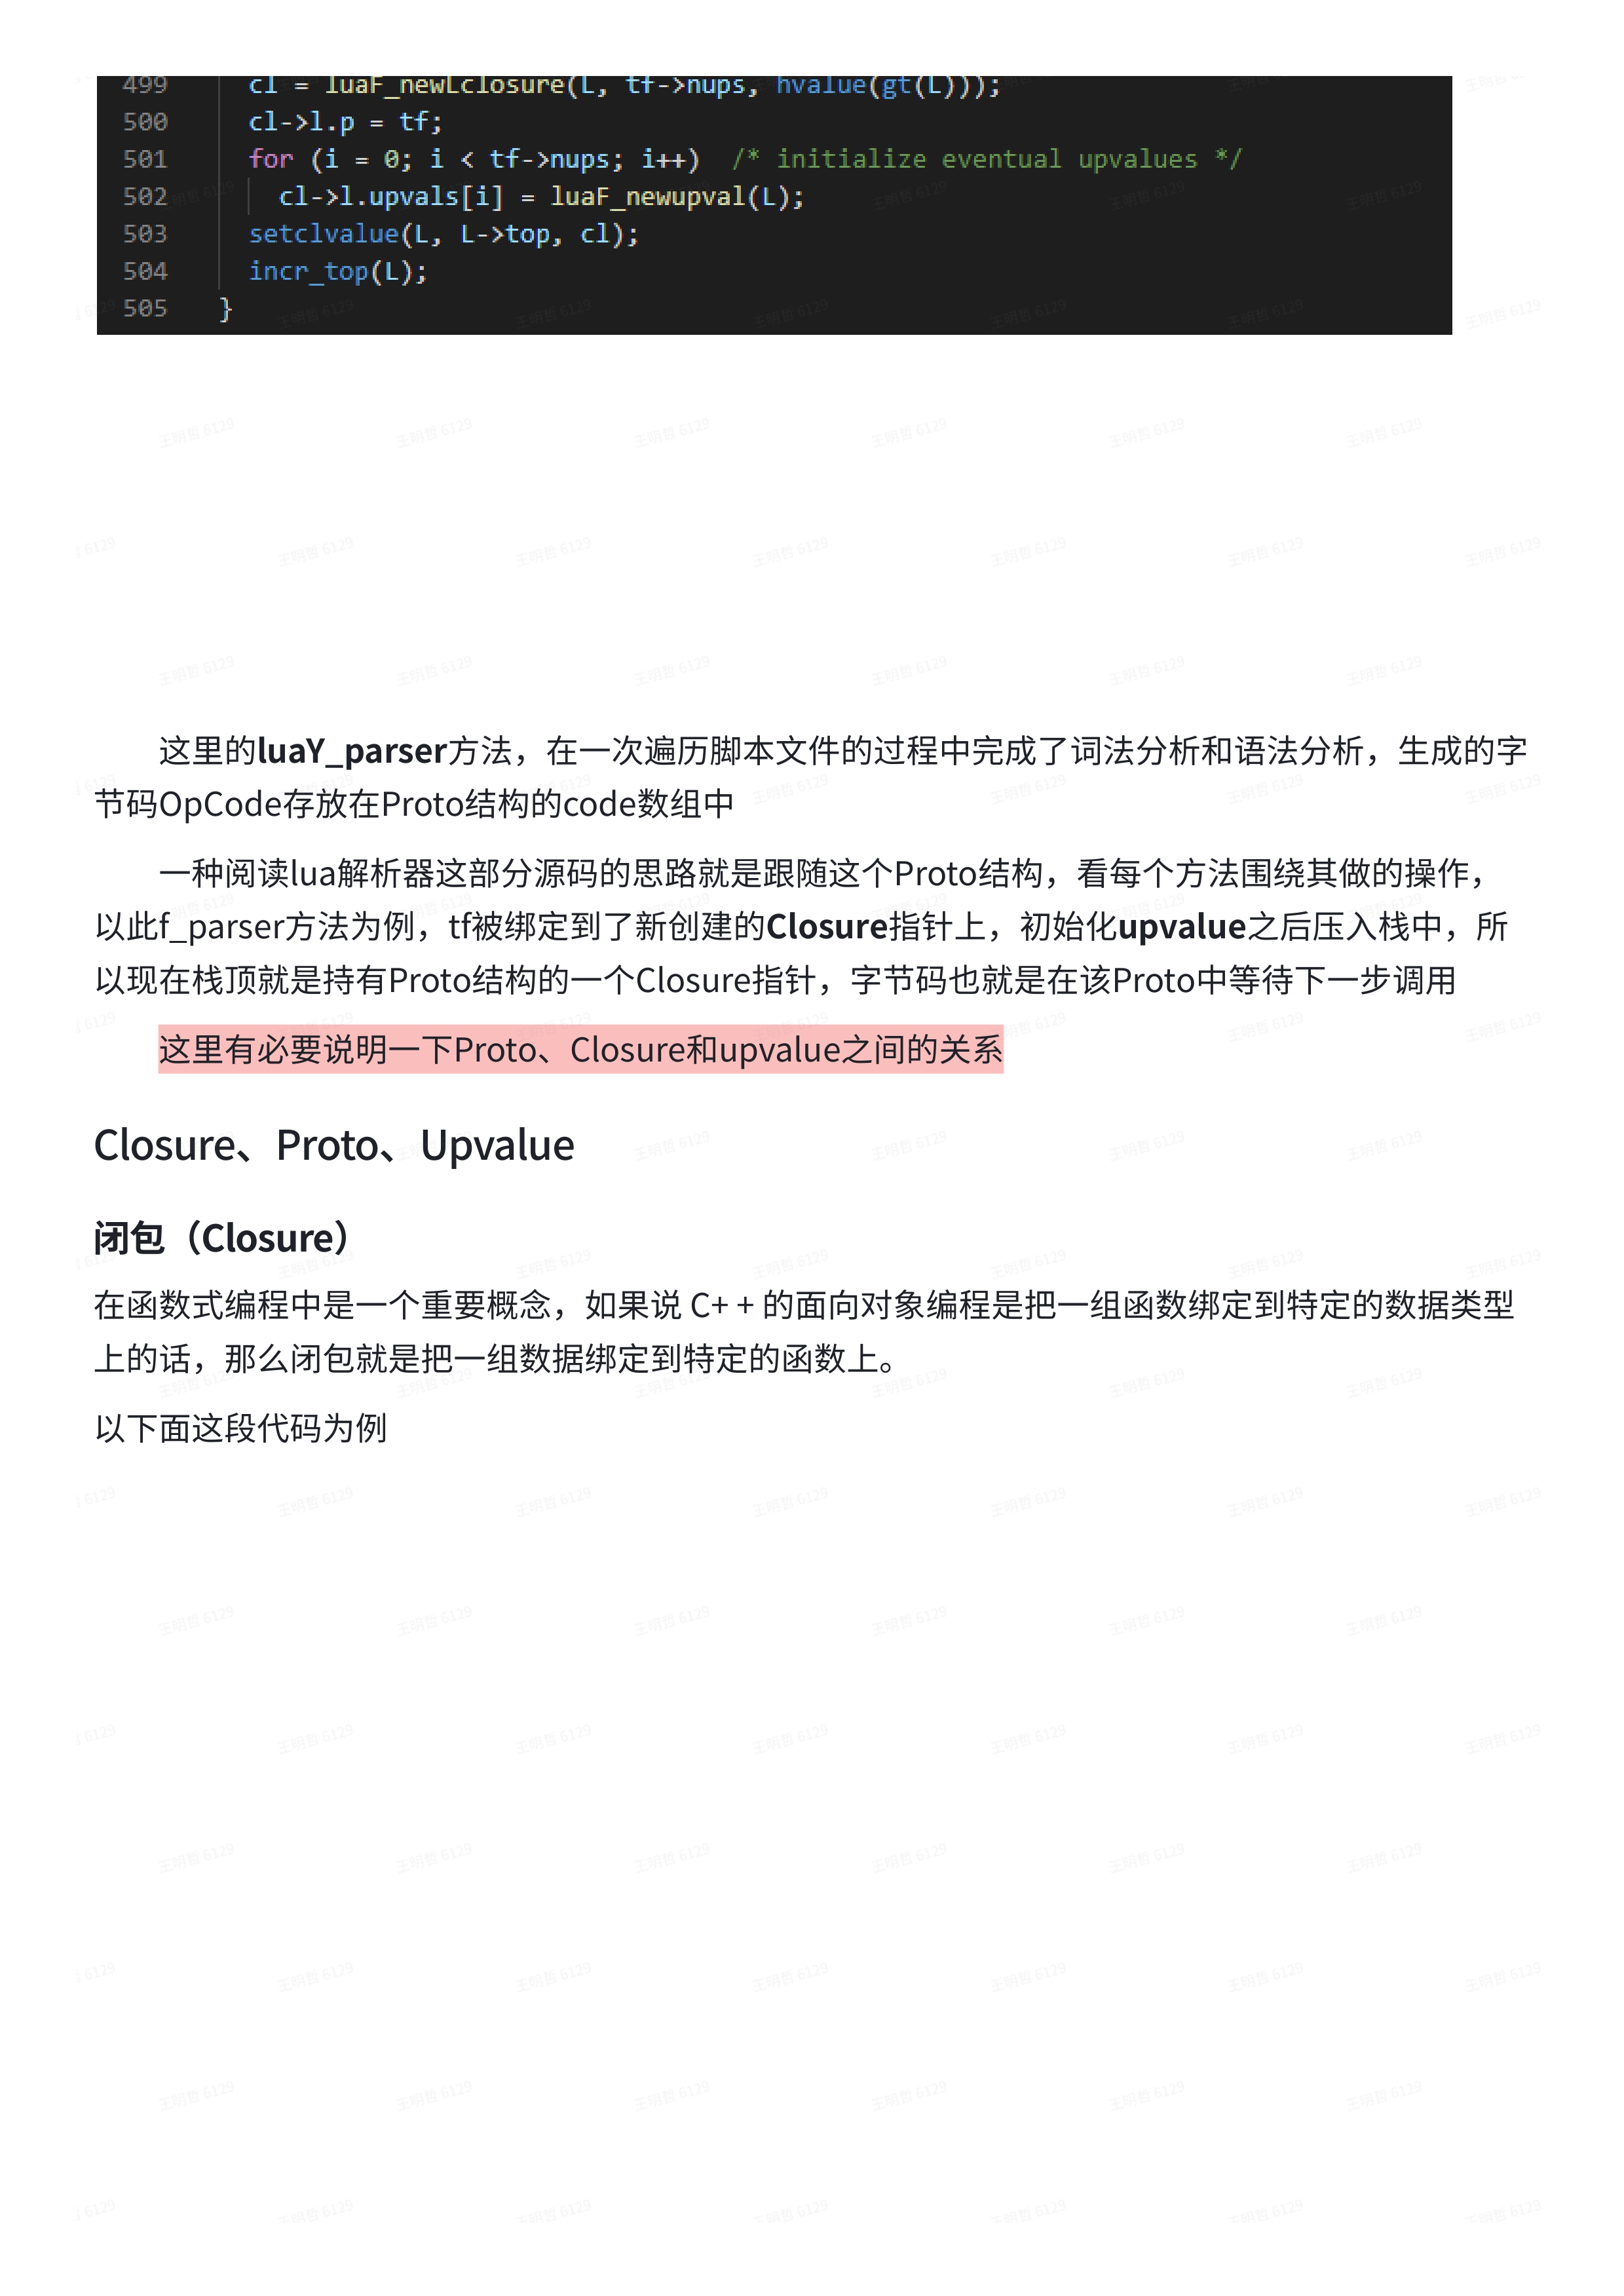 499 cl = luaF_newLclosure(L, tf->nups, hvalue(gt(L)));
500 cl->l.p = tf;
501 for (i = 0; i < tf->nups; i++) /* initialize eventual upvalues */
502 cl->l.upvals[i] = luaF_newupval(L);
503 setclvalue(L, L->top, cl);
504 incr_top(L);
505 }
这里的luaY_parser方法，在一次遍历脚本文件的过程中完成了词法分析和语法分析，生成的字
节码OpCode存放在Proto结构的code数组中
一种阅读lua解析器这部分源码的思路就是跟随这个Proto结构，看每个方法围绕其做的操作，
以此f_parser方法为例，tf被绑定到了新创建的Closure指针上，初始化upvalue之后压入栈中，所
以现在栈顶就是持有Proto结构的一个Closure指针，字节码也就是在该Proto中等待下一步调用
这里有必要说明一下Proto、Closure和upvalue之间的关系
Closure、Proto、Upvalue
闭包（Closure）
在函数式编程中是一个重要概念，如果说 C+ + 的面向对象编程是把一组函数绑定到特定的数据类型
上的话，那么闭包就是把一组数据绑定到特定的函数上。
以下面这段代码为例
王明哲 6129